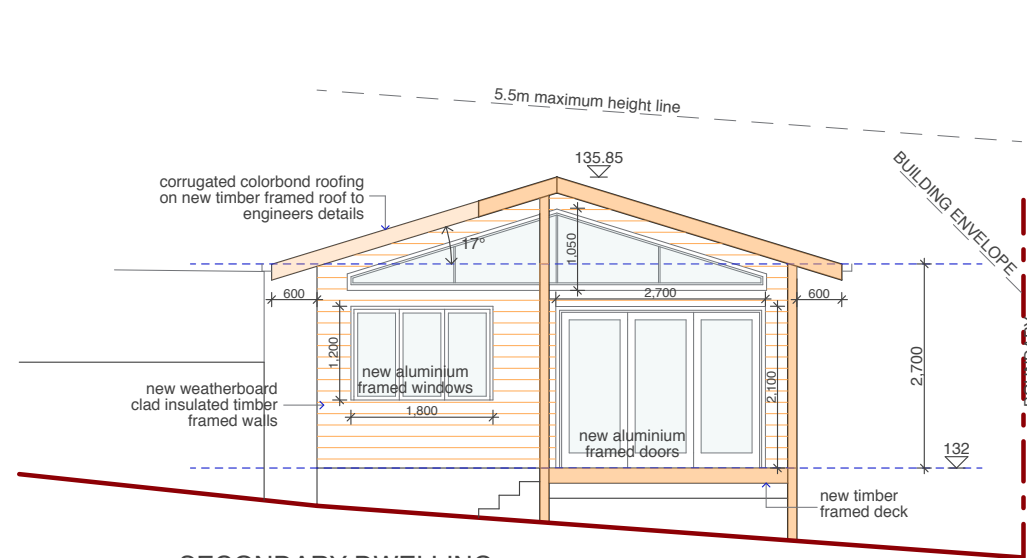 5.5m maximum height line
135.85
BUILDING ENVELOPE
corrugated colorbond roofing
on new timber framed roof to
engineers details
17°
1,050
600
2,700
600
1,200
new aluminium
framed windows
1,800
2,700
2,100
new weatherboard
clad insulated timber
framed walls
new aluminium
framed doors
132
new timber
framed deck
SECONDARY DWELLING